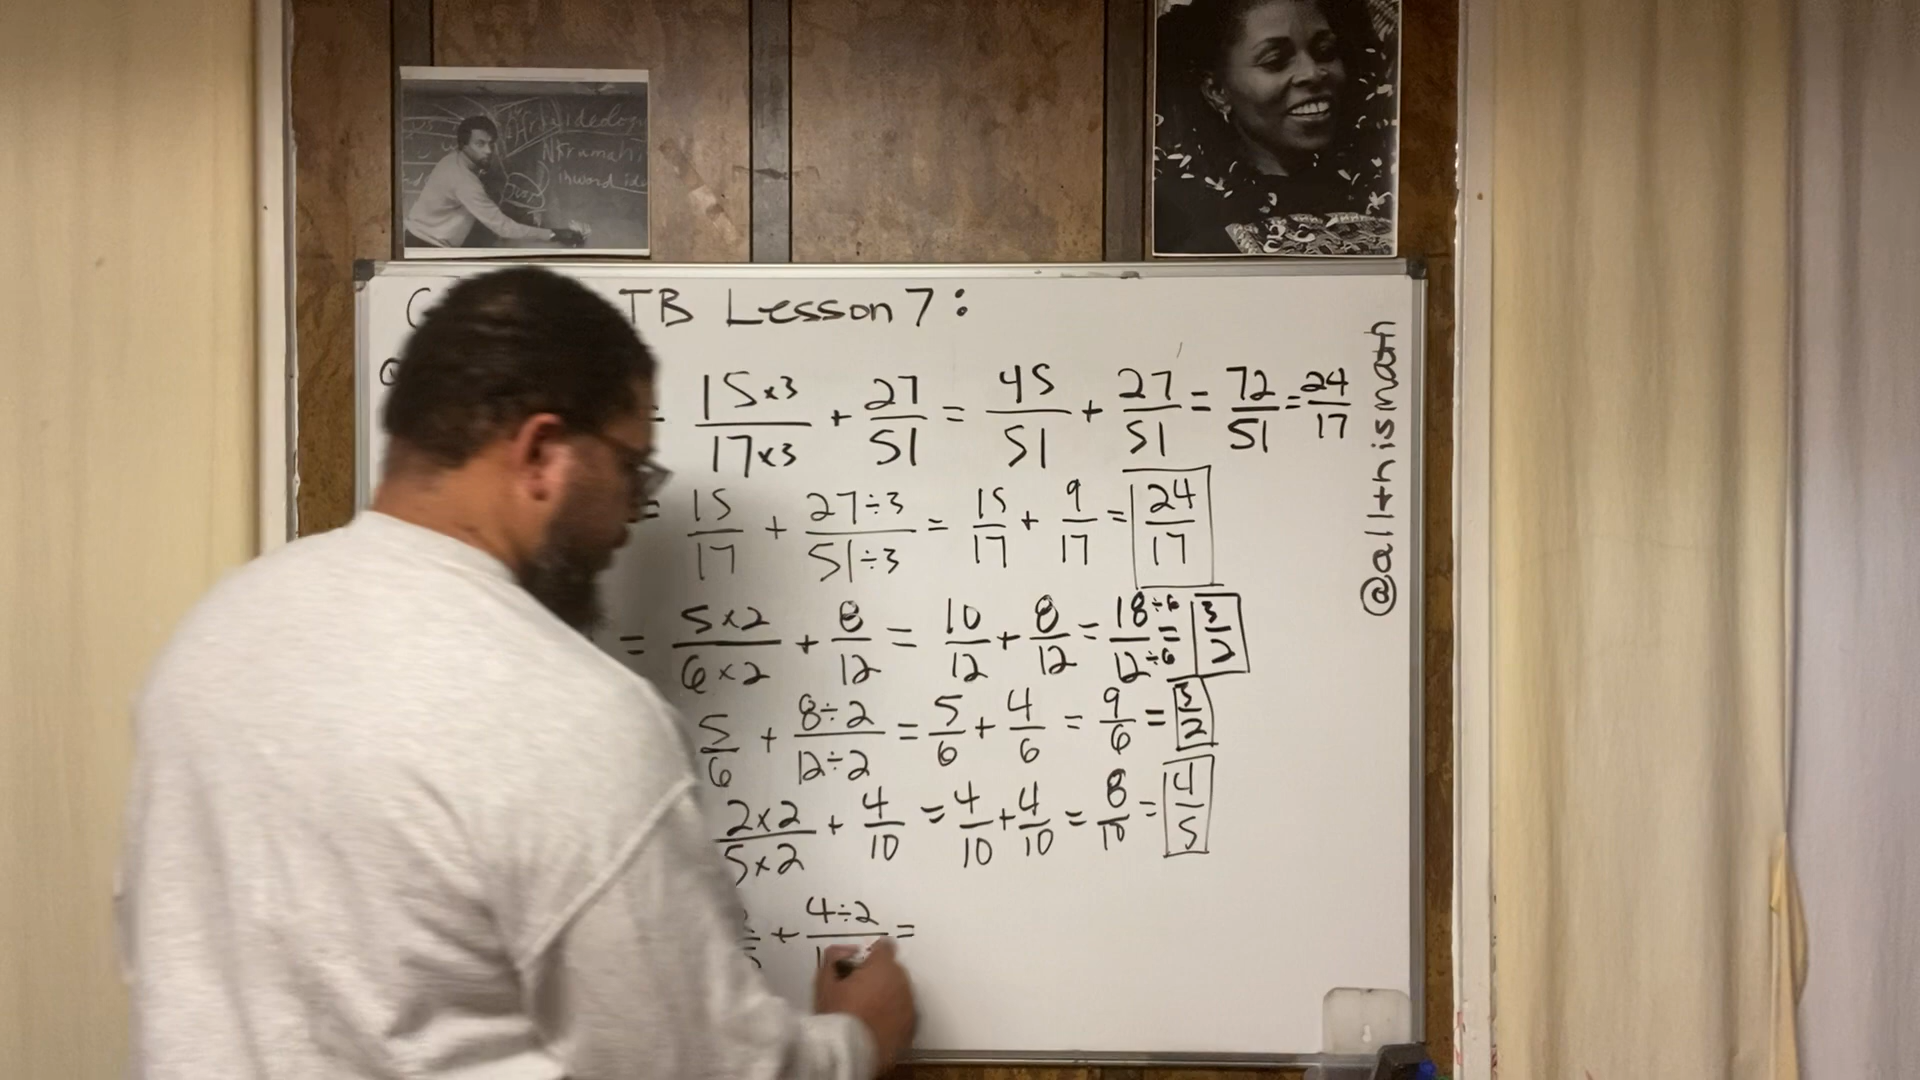 TB Lesson 7:
= 15×3/17×3 + 27/51 = 45/51 + 27/51 = 72/51 = 24/17
= 15/17 + 27÷3/51÷3 = 15/17 + 9/17 = 24/17
= 5×2/6×2 + 8/12 = 10/12 + 8/12 = 18÷6/12÷6 = 3/2
5/6 + 8÷2/12÷2 = 5/6 + 4/6 = 9/6 = 3/2
2×2/5×2 + 4/10 = 4/10 + 4/10 = 8/10 = 4/5
+ 4÷2 =
@allthismath
ideology
Nkrumah